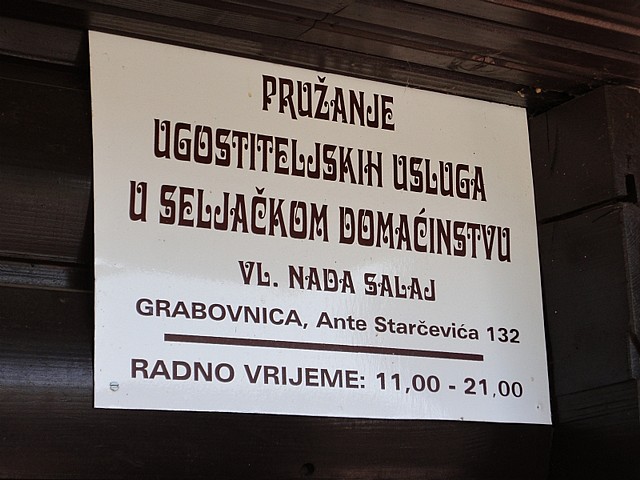 PRUŽANJE
UGOSTITELJSKIH USLUGA
U SELJAČKOM DOMAĆINSTVU
VL. NADA SALAJ
GRABOVNICA, Ante Starčevića 132
RADNO VRIJEME: 11,00 - 21,00